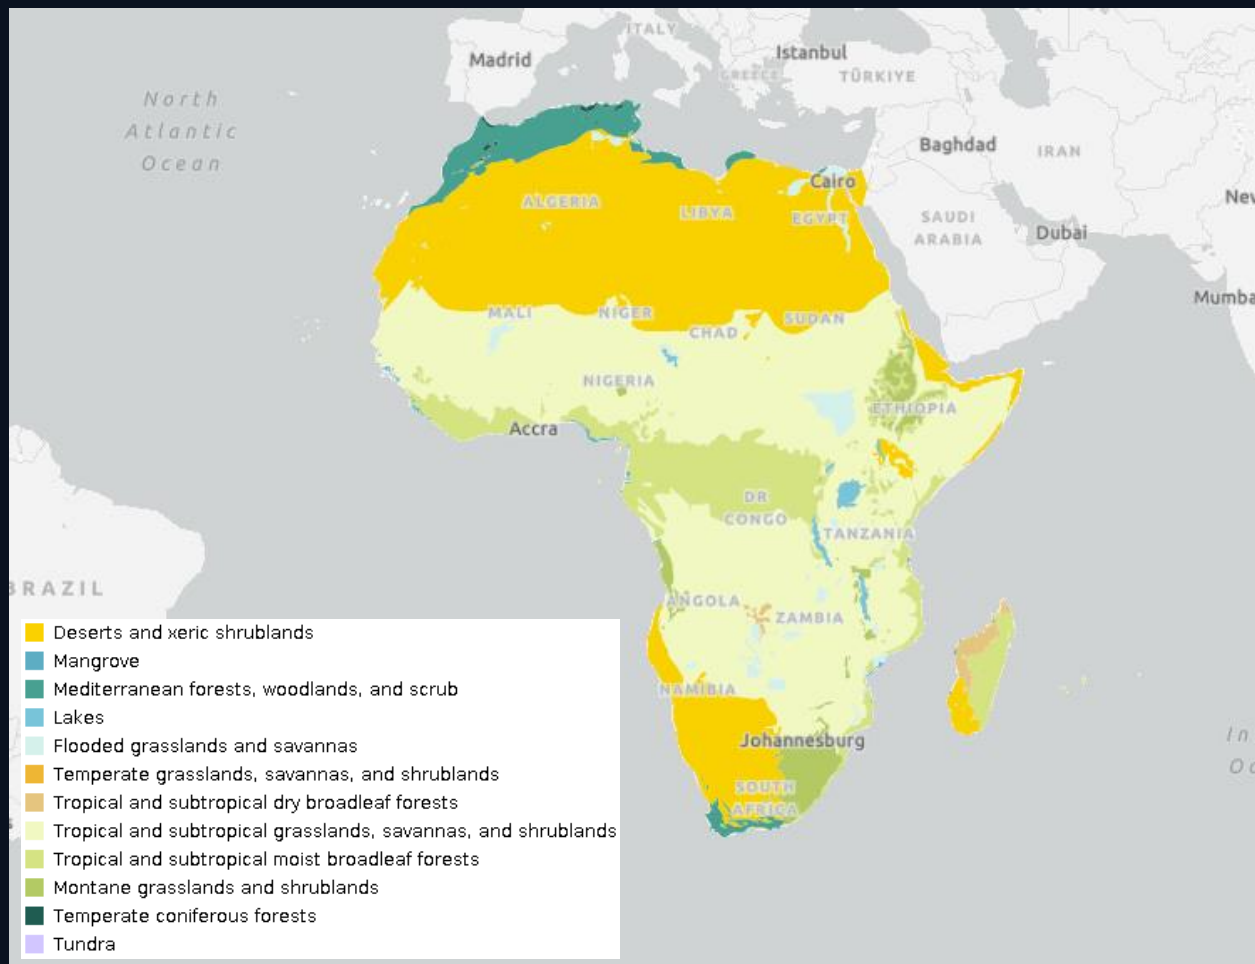 ITALY
Madrid
Istanbul
GREECE
TÜRKIYE
North
Atlantic
Ocean
Baghdad
IRAN
Cairo
ALGERIA
LIBYA
EGYPT
SAUDI
ARABIA
Dubai
New
Mumba
MALI
NIGER
CHAD
SUDAN
NIGERIA
ETHIOPIA
Accra
DR
CONGO
TANZANIA
BRAZIL
ANGOLA
ZAMBIA
NAMIBIA
Johannesburg
SOUTH
AFRICA
In
Oc
s
Deserts and xeric shrublands
Mangrove
Mediterranean forests, woodlands, and scrub
Lakes
Flooded grasslands and savannas
Temperate grasslands, savannas, and shrublands
Tropical and subtropical dry broadleaf forests
Tropical and subtropical grasslands, savannas, and shrublands
Tropical and subtropical moist broadleaf forests
Montane grasslands and shrublands
Temperate coniferous forests
Tundra